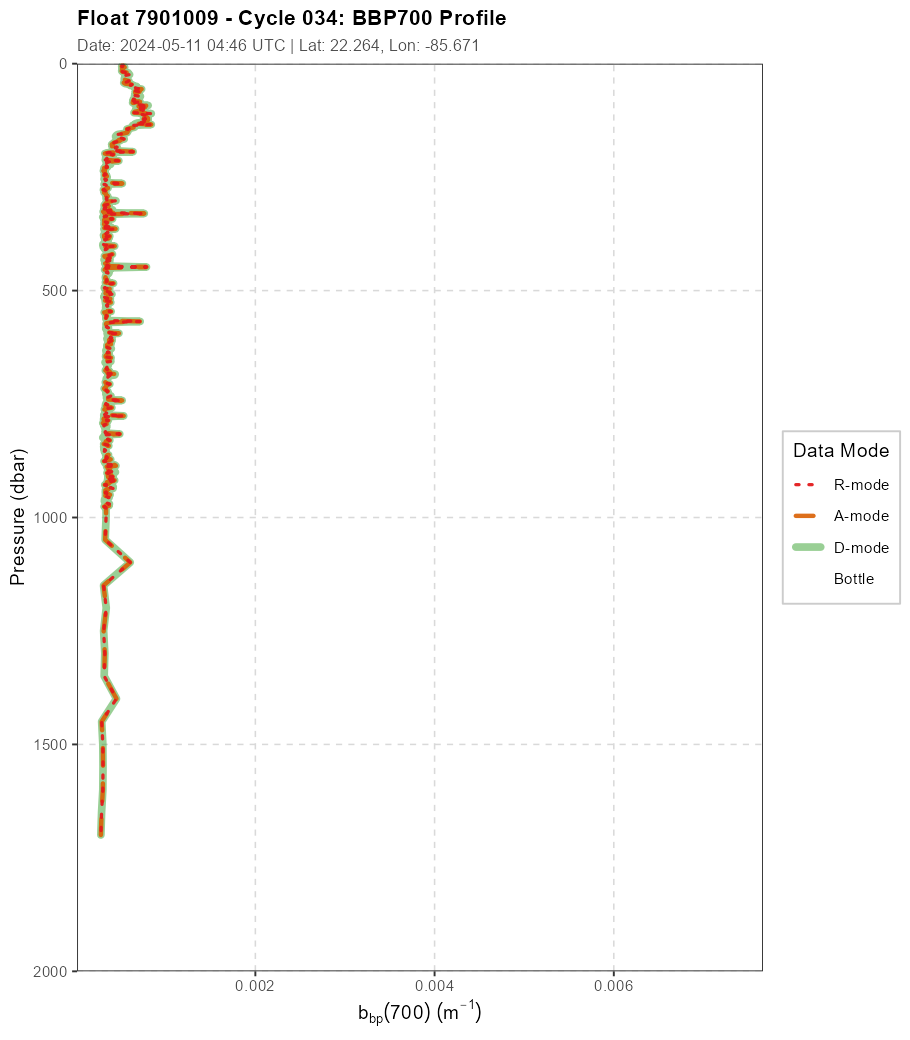 Float 7901009 - Cycle 034: BBP700 Profile
Date: 2024-05-11 04:46 UTC | Lat: 22.264, Lon: -85.671
0
500
1000
1500
2000
Pressure (dbar)
0.002 0.004 0.006
b_bp(700) (m⁻¹)
Data Mode
R-mode
A-mode
D-mode
Bottle